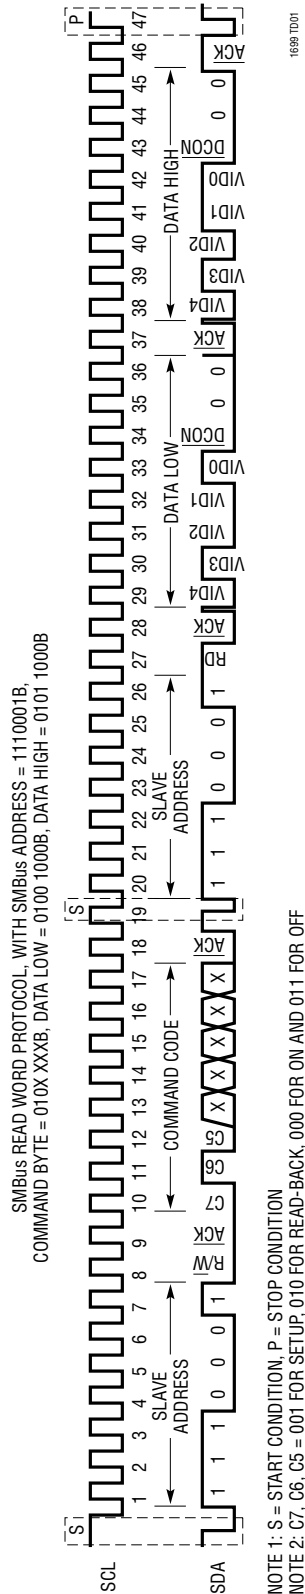 SMBus READ WORD PROTOCOL, WITH SMBus ADDRESS = 1110001B,
COMMAND BYTE = 010X XXXB, DATA LOW = 0100 1000B, DATA HIGH = 0101 1000B
S S P
SCL
1 2 3 4 5 6 7 8 9 10 11 12 13 14 15 16 17 18 19 20 21 22 23 24 25 26 27 28 29 30 31 32 33 34 35 36 37 38 39 40 41 42 43 44 45 46 47
SLAVE
ADDRESS
COMMAND CODE
SLAVE
ADDRESS
DATA LOW
DATA HIGH
SDA
1 1 1 0 0 0 1 R/W̅ A̅C̅K̅ C7 C6 C5 X X X X X A̅C̅K̅ 1 1 1 0 0 0 1 RD A̅C̅K̅ VID4 VID3 VID2 VID1 VID0 D̅C̅O̅N̅ 0 0 A̅C̅K̅ VID4 VID3 VID2 VID1 VID0 D̅C̅O̅N̅ 0 0 A̅C̅K̅
1699 TD01
NOTE 1: S = START CONDITION, P = STOP CONDITION
NOTE 2: C7, C6, C5 = 001 FOR SETUP, 010 FOR READ-BACK, 000 FOR ON AND 011 FOR OFF